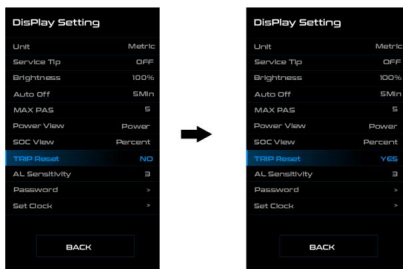 DisPlay Setting
Unit Metric
Service Tip OFF
Brightness 100%
Auto Off 5Min
MAX PAS 5
Power View Power
SOC View Percent
TRIP Reset NO
AL Sensitivity 3
Password >
Set Clock >
BACK
DisPlay Setting
Unit Metric
Service Tip OFF
Brightness 100%
Auto Off 5Min
MAX PAS 5
Power View Power
SOC View Percent
TRIP Reset YES
AL Sensitivity 3
Password >
Set Clock >
BACK